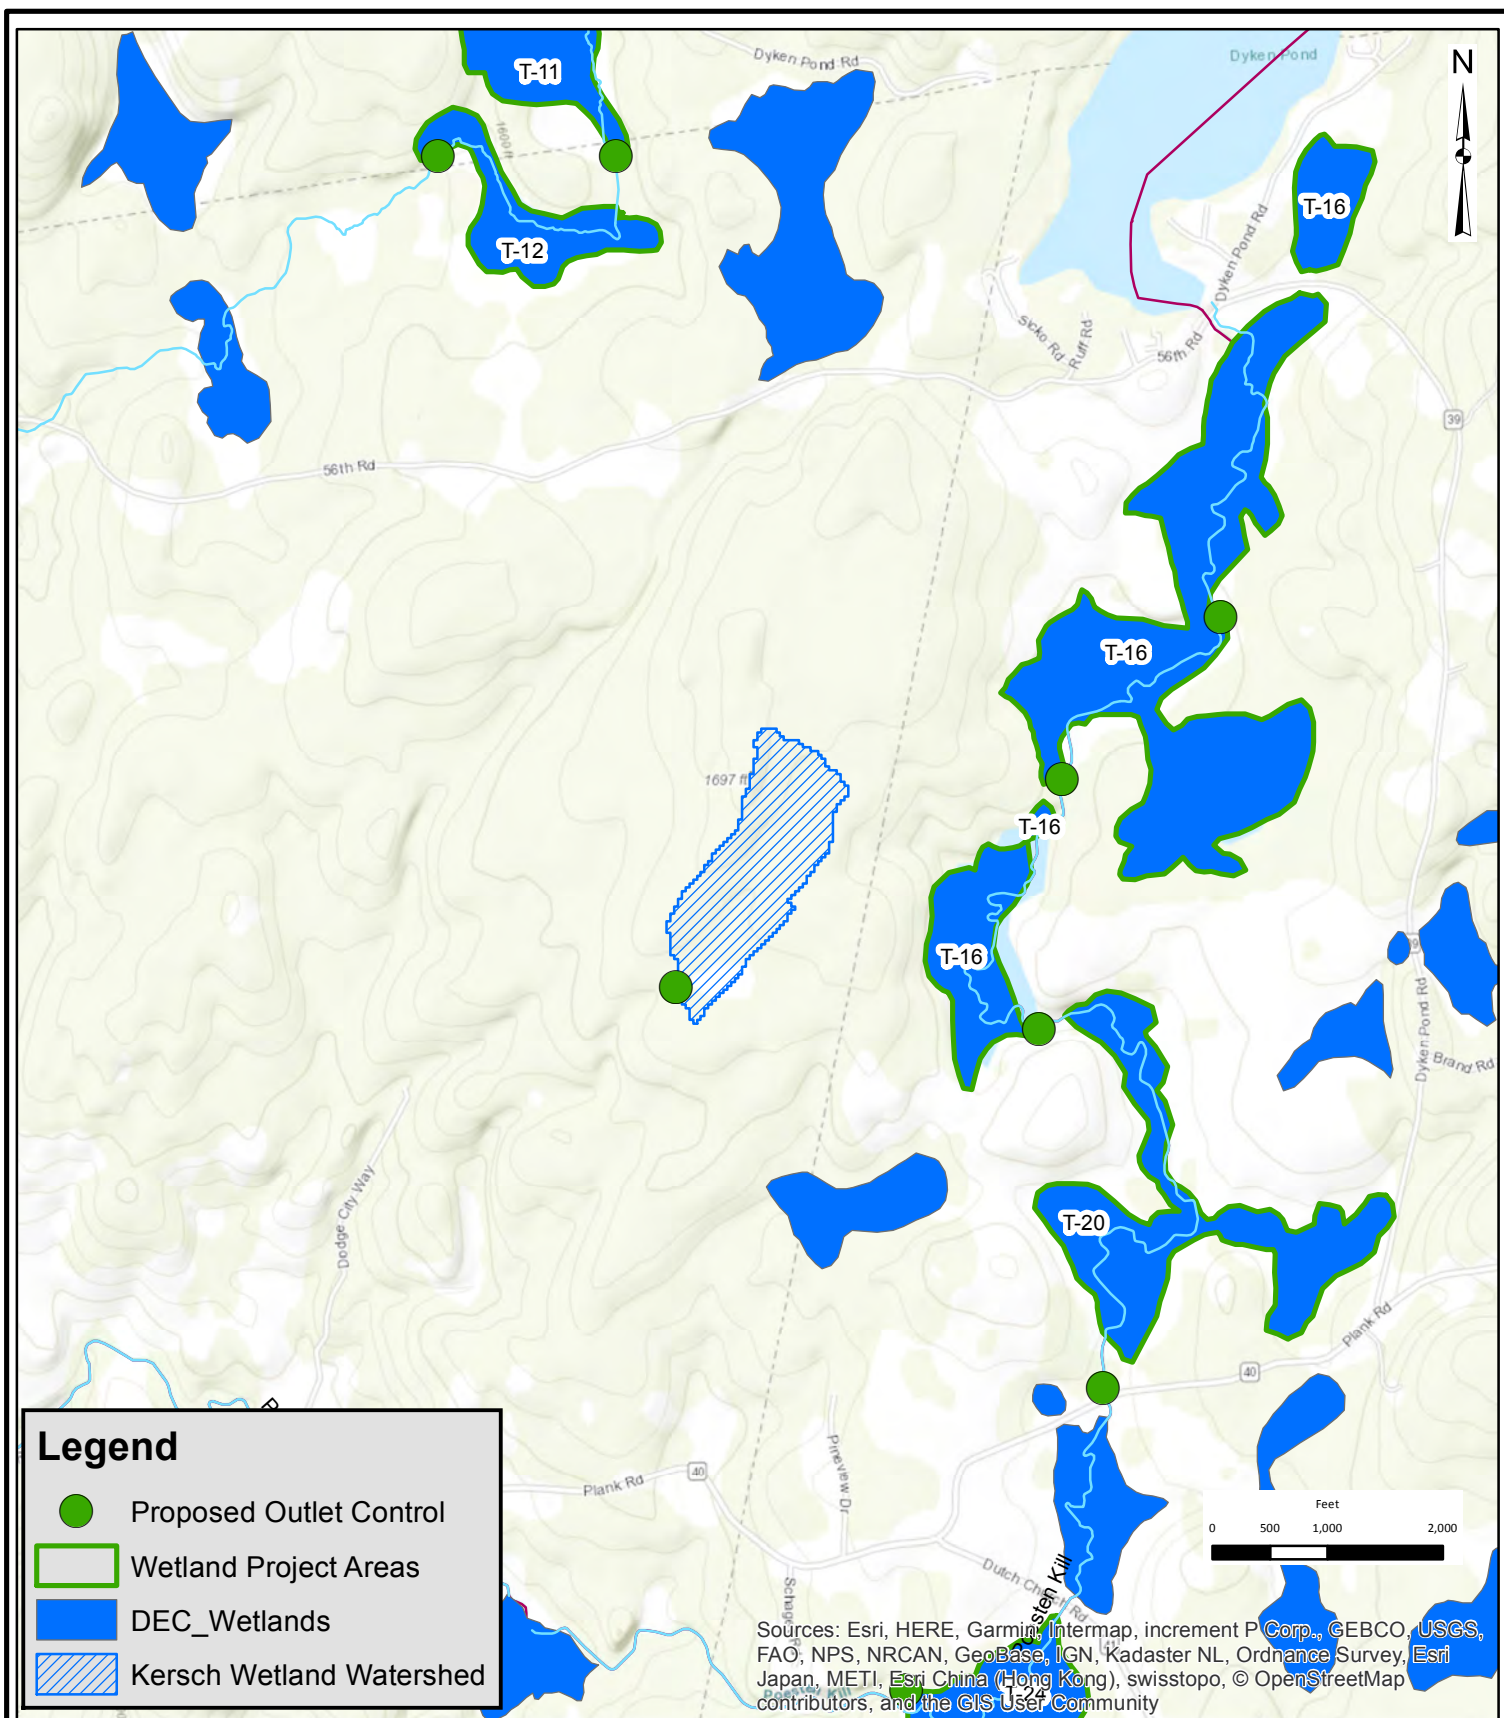 T-11
Dyken Pond Rd
Dyken Pond
N
1600 ft
T-12
T-16
Dyken Pond Rd
Sicko Rd
Ruff Rd
56th Rd
39
56th Rd
T-16
1697 ft
T-16
T-16
39
Dyken Pond Rd
Brand Rd
Dodge City Way
T-20
Plank Rd
40
Legend
Proposed Outlet Control
Wetland Project Areas
DEC_Wetlands
Kersch Wetland Watershed
Plank Rd
40
Pineview Dr
Feet
0 500 1,000 2,000
Dutch Church Rd
Poesten Kill
T-24
Sources: Esri, HERE, Garmin, Intermap, increment P Corp., GEBCO, USGS,
FAO, NPS, NRCAN, GeoBase, IGN, Kadaster NL, Ordnance Survey, Esri
Japan, METI, Esri China (Hong Kong), swisstopo, © OpenStreetMap
contributors, and the GIS User Community